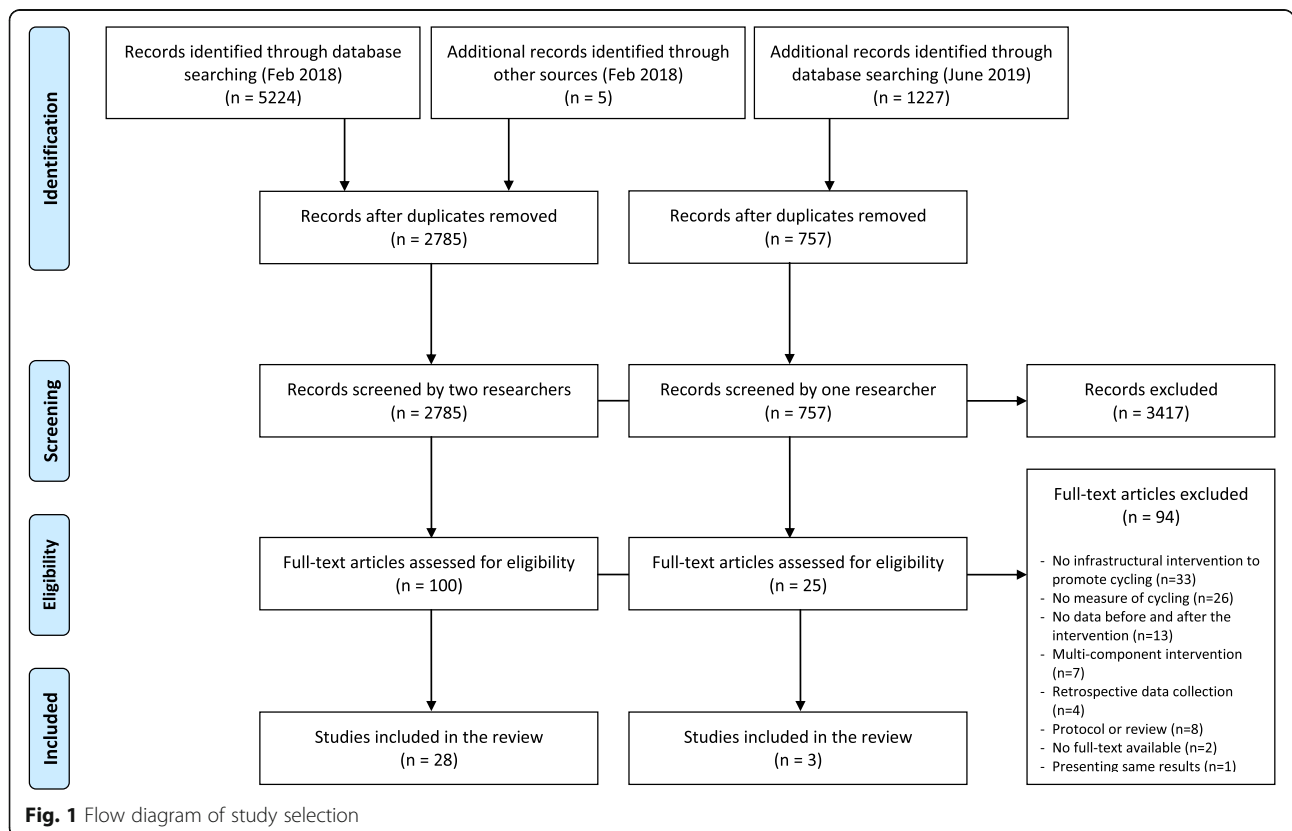 Identification
Records identified through database
searching (Feb 2018)
(n = 5224)
Additional records identified through
other sources (Feb 2018)
(n = 5)
Additional records identified through
database searching (June 2019)
(n = 1227)
Records after duplicates removed
(n = 2785)
Records after duplicates removed
(n = 757)
Screening
Records screened by two researchers
(n = 2785)
Records screened by one researcher
(n = 757)
Records excluded
(n = 3417)
Eligibility
Full-text articles assessed for eligibility
(n = 100)
Full-text articles assessed for eligibility
(n = 25)
Full-text articles excluded
(n = 94)
- No infrastructural intervention to
promote cycling (n=33)
- No measure of cycling (n=26)
- No data before and after the
intervention (n=13)
- Multi-component intervention
(n=7)
- Retrospective data collection
(n=4)
- Protocol or review (n=8)
- No full-text available (n=2)
- Presenting same results (n=1)
Included
Studies included in the review
(n = 28)
Studies included in the review
(n = 3)
Fig. 1 Flow diagram of study selection